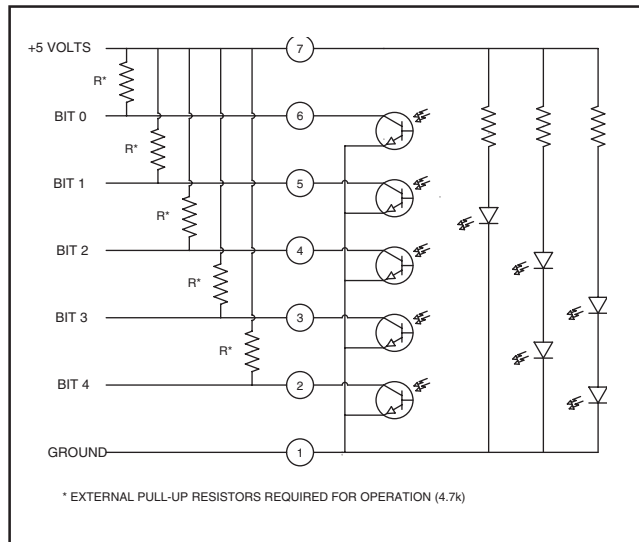 +5 VOLTS 7
R*
BIT 0 6
R*
BIT 1 5
R*
BIT 2 4
R*
BIT 3 3
R*
BIT 4 2
GROUND 1
* EXTERNAL PULL-UP RESISTORS REQUIRED FOR OPERATION (4.7k)